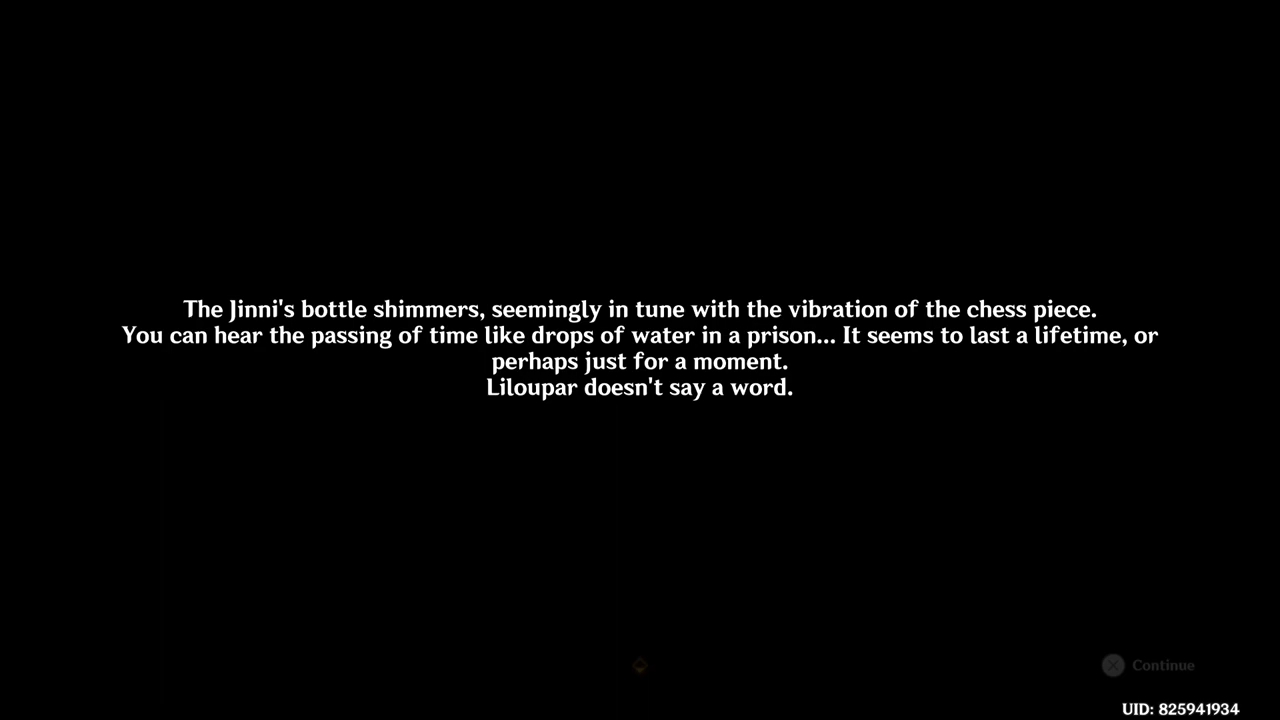 The Jinni's bottle shimmers, seemingly in tune with the vibration of the chess piece.
You can hear the passing of time like drops of water in a prison... It seems to last a lifetime, or
perhaps just for a moment.
Liloupar doesn't say a word.
Continue
UID: 825941934